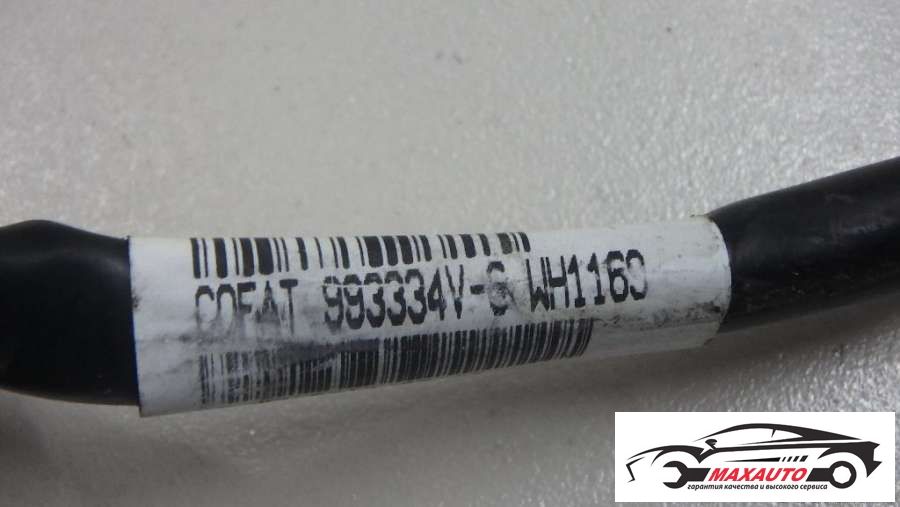 COFAT 993334V-G WH1169
MAXAUTO
гарантия качества и высокого сервиса